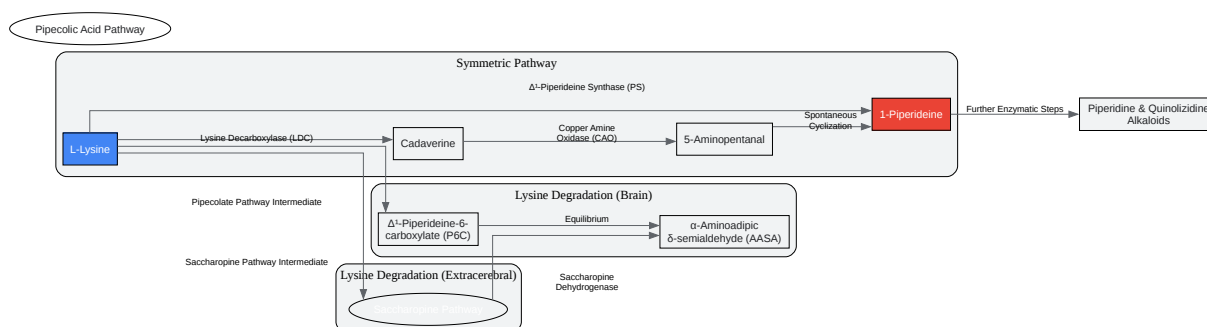 Pipecolic Acid Pathway
Symmetric Pathway
Δ¹-Piperideine Synthase (PS)
1-Piperideine
Further Enzymatic Steps
Piperidine & Quinolizidine
Alkaloids
Spontaneous
Cyclization
L-Lysine
Lysine Decarboxylase (LDC)
Cadaverine
Copper Amine
Oxidase (CAO)
5-Aminopentanal
Lysine Degradation (Brain)
Pipecolate Pathway Intermediate
Δ¹-Piperideine-6-
carboxylate (P6C)
Equilibrium
α-Aminoadipic
δ-semialdehyde (AASA)
Saccharopine Pathway Intermediate
Lysine Degradation (Extracerebral)
Saccharopine
Dehydrogenase
Saccharopine Pathway